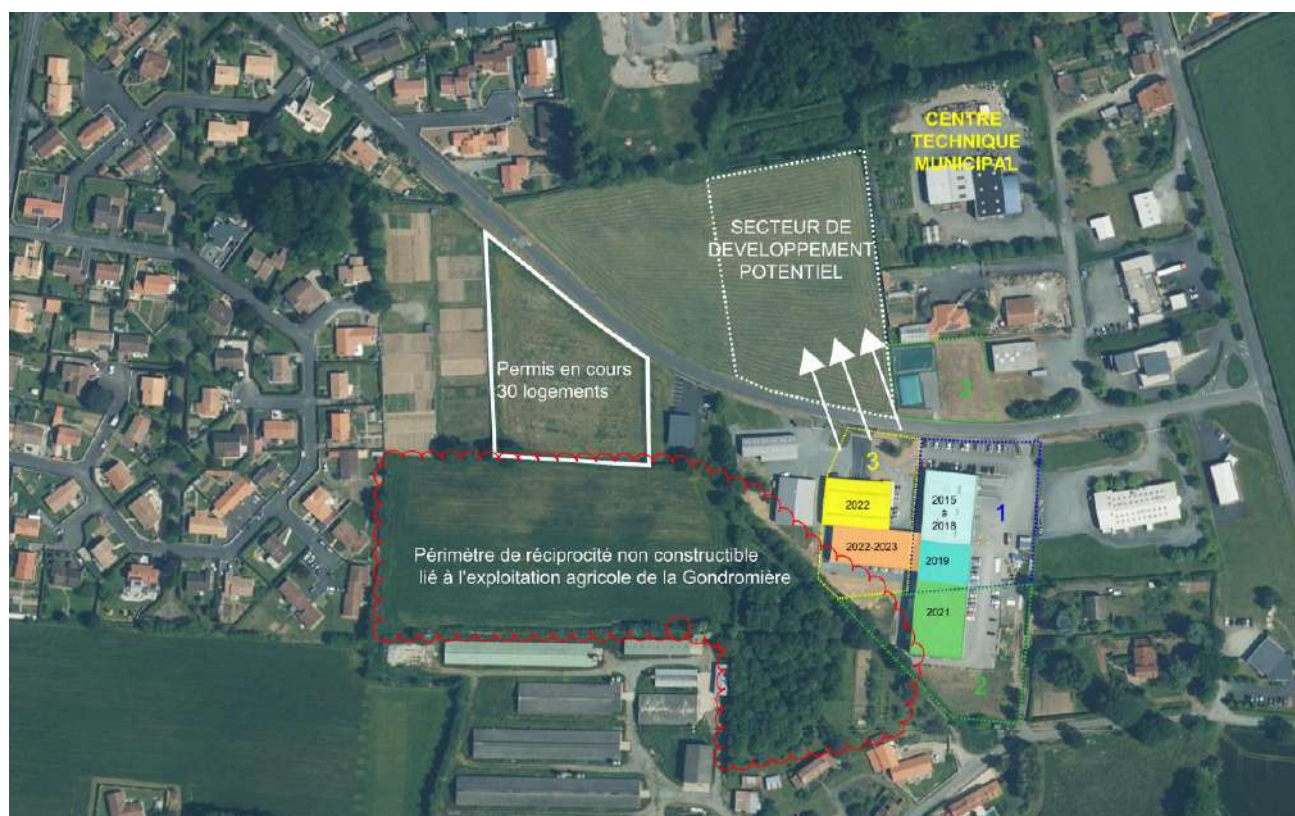 CENTRE
TECHNIQUE
MUNICIPAL
SECTEUR DE
DEVELOPPEMENT
POTENTIEL
Permis en cours
30 logements
2
3
2022
2015
à
2018
1
2022-2023
2019
Périmètre de réciprocité non constructible
lié à l'exploitation agricole de la Gondromière
2021
2